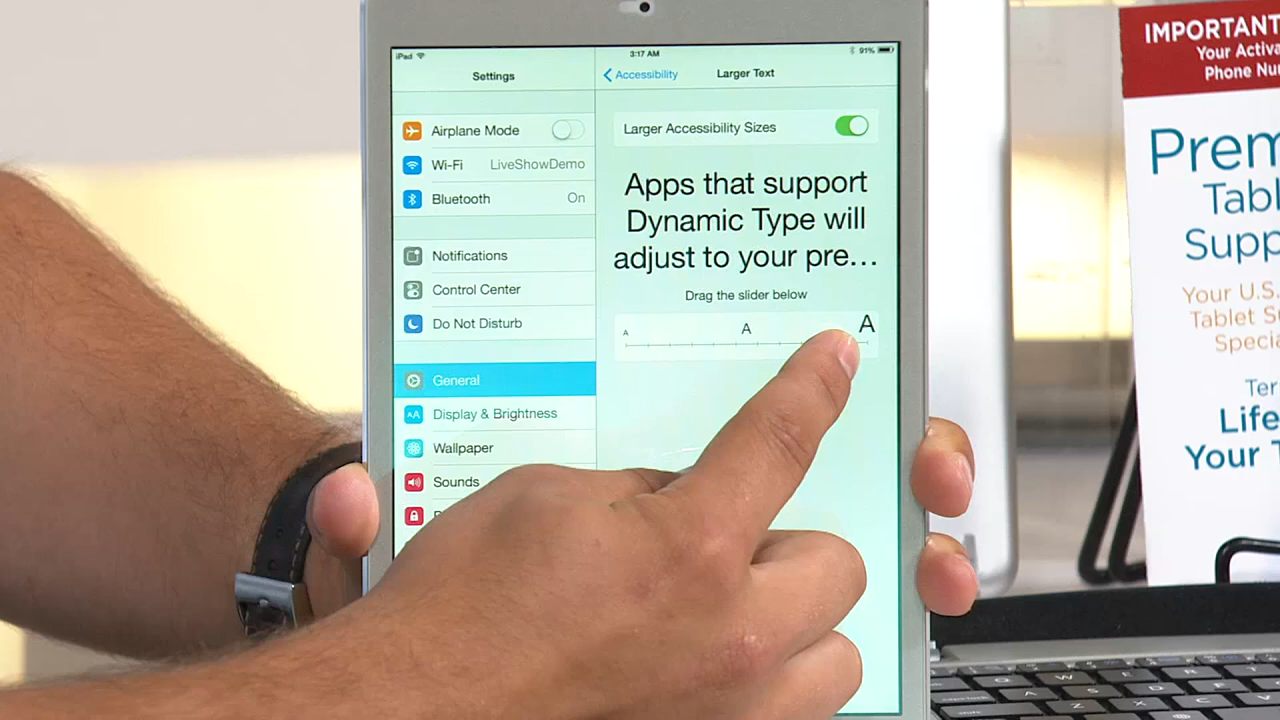 iPad
3:17 AM
91%
Settings
Accessibility
Larger Text
Airplane Mode
Wi-Fi LiveShowDemo
Bluetooth On
Notifications
Control Center
Do Not Disturb
General
AA Display & Brightness
Wallpaper
Sounds
Larger Accessibility Sizes
Apps that support
Dynamic Type will
adjust to your pre...
Drag the slider below
A A A
IMPORTANT
Your Activa
Phone Nu
Prem
Tabl
Supp
Your U.S.
Tablet S
Specia
Ter
Life
Your T